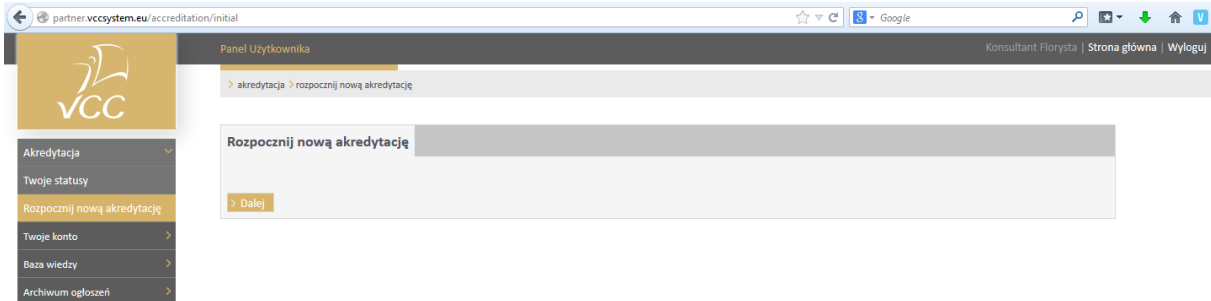 partner.vccsystem.eu/accreditation/initial
Google
V
VCC
Panel Użytkownika
Konsultant Florysta | Strona główna | Wyloguj
> akredytacja > rozpocznij nową akredytację
Akredytacja
Twoje statusy
Rozpocznij nową akredytację
Twoje konto
Baza wiedzy
Archiwum ogłoszeń
Rozpocznij nową akredytację
> Dalej